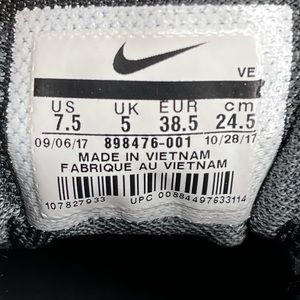 VE
US UK EUR cm
7.5 5 38.5 24.5
09/06/17 898476-001 10/28/17
MADE IN VIETNAM
FABRIQUE AU VIETNAM
107827933 UPC 00884497633114